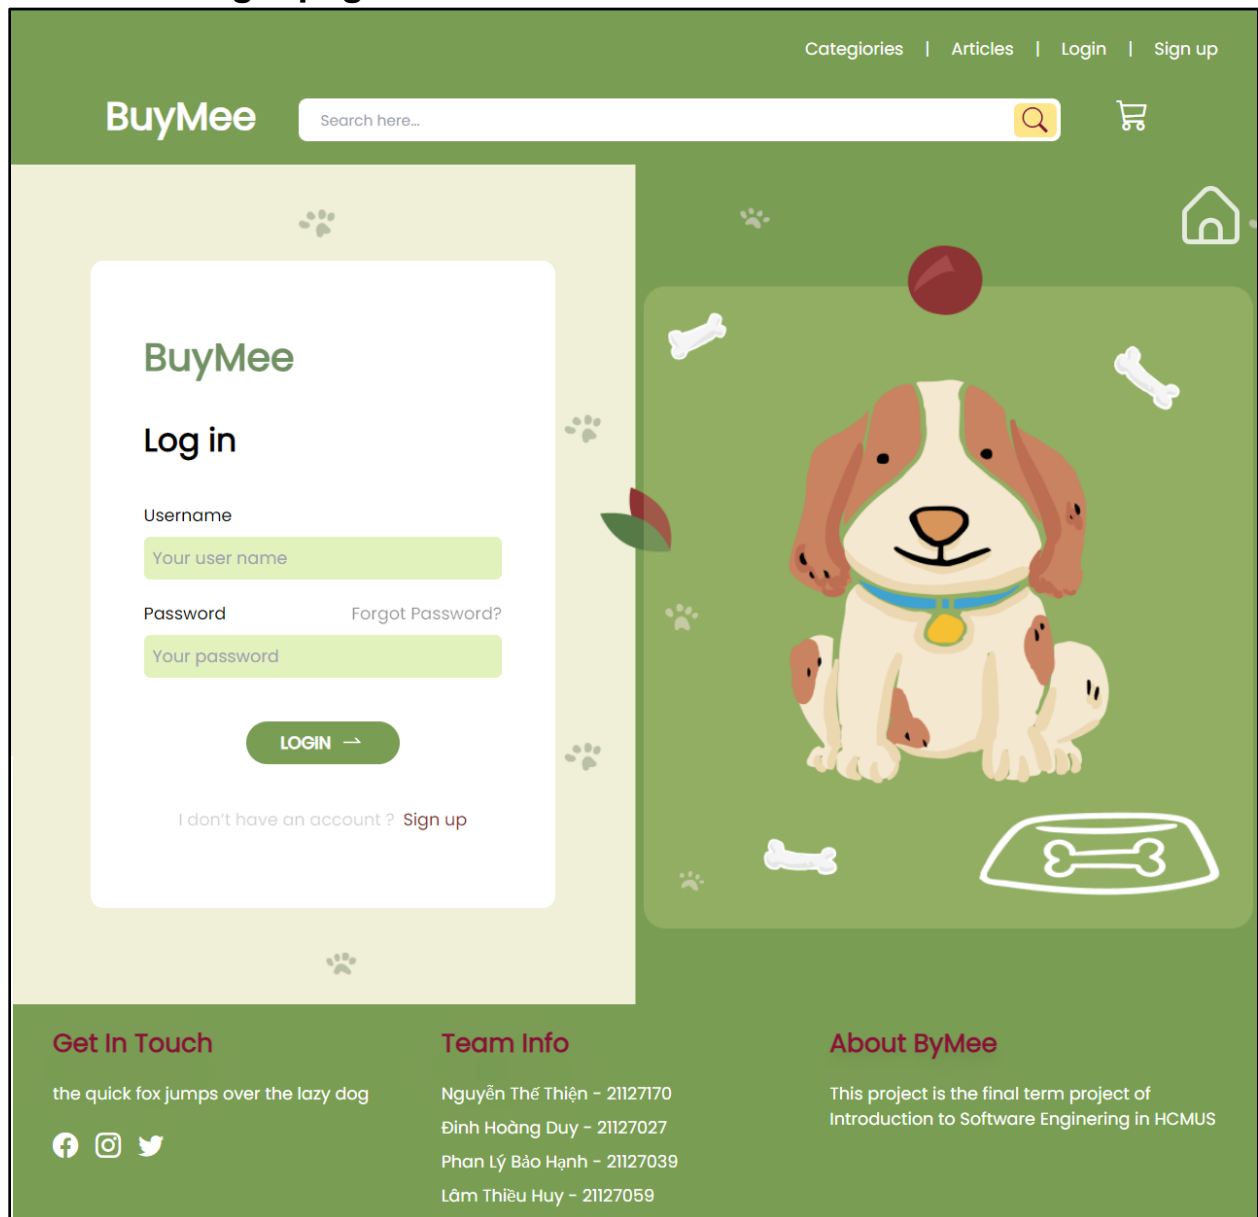 Categiories | Articles | Login | Sign up
BuyMee
Search here...
BuyMee
Log in
Username
Your user name
Password Forgot Password?
Your password
LOGIN →
I don't have an account ? Sign up
Get In Touch
the quick fox jumps over the lazy dog
Team Info
Nguyễn Thế Thiện - 21127170
Đinh Hoàng Duy - 21127027
Phan Lý Bảo Hạnh - 21127039
Lâm Thiều Huy - 21127059
About ByMee
This project is the final term project of
Introduction to Software Enginering in HCMUS